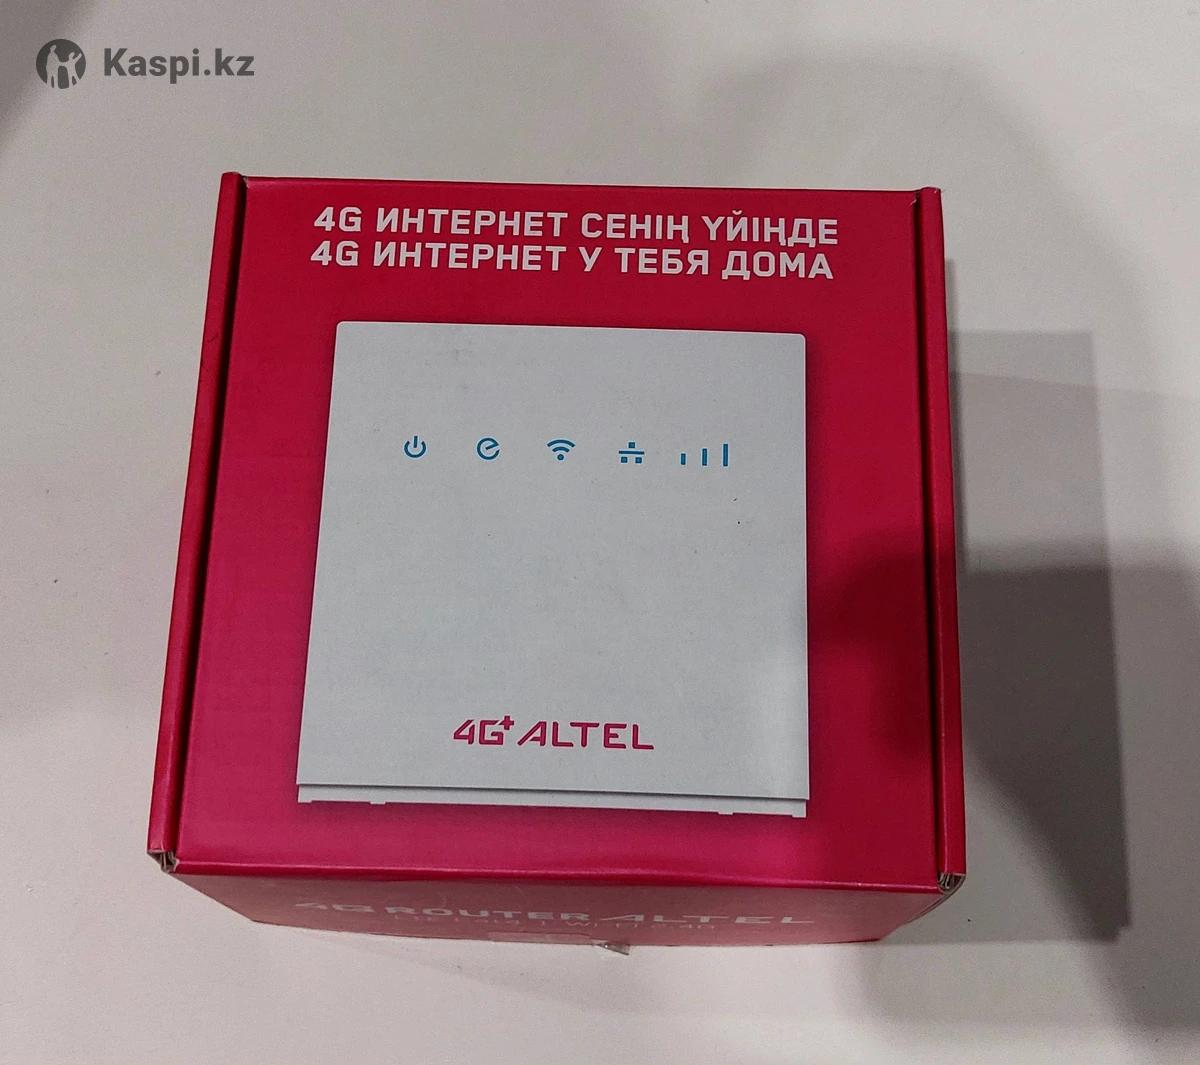 Kaspi.kz
4G ИНТЕРНЕТ СЕНІҢ ҮЙІҢДЕ
4G ИНТЕРНЕТ У ТЕБЯ ДОМА
4G+ ALTEL
4G ROUTER ALTEL